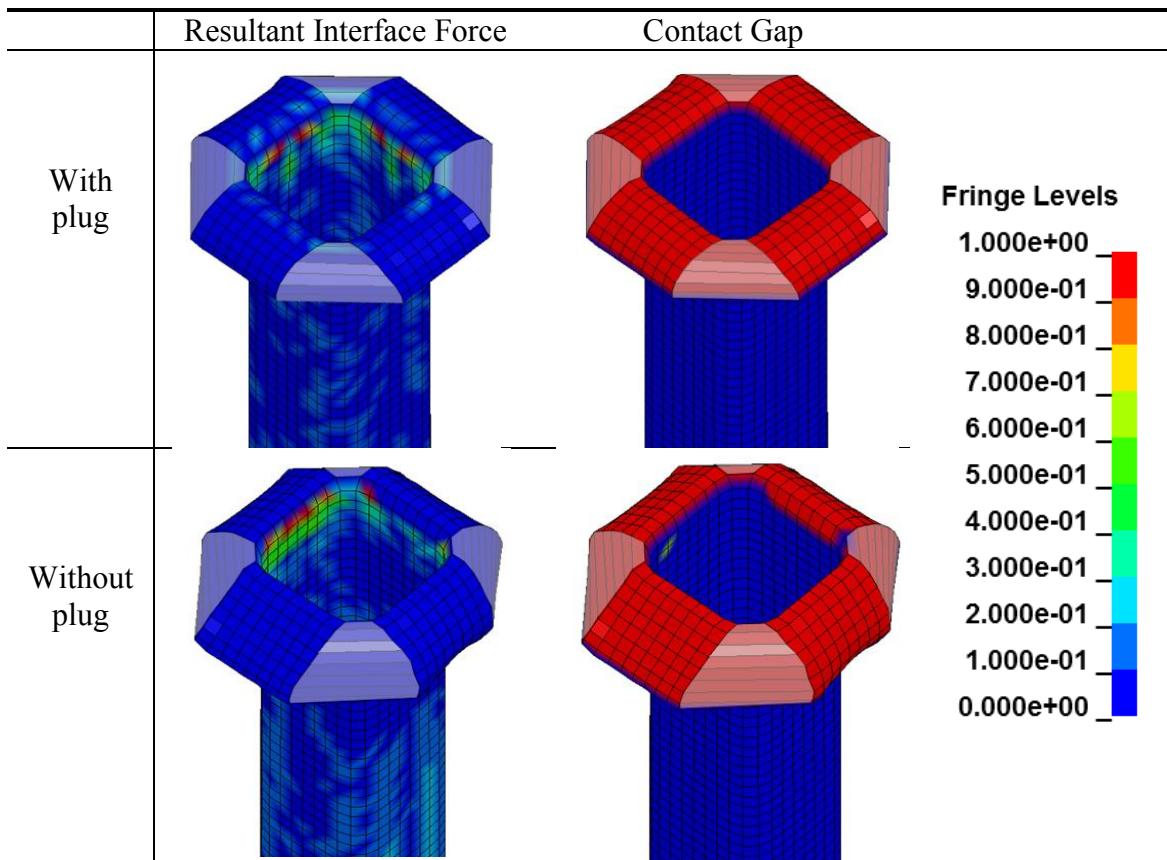 Resultant Interface Force
Contact Gap
With
plug
Without
plug
Fringe Levels
1.000e+00
9.000e-01
8.000e-01
7.000e-01
6.000e-01
5.000e-01
4.000e-01
3.000e-01
2.000e-01
1.000e-01
0.000e+00